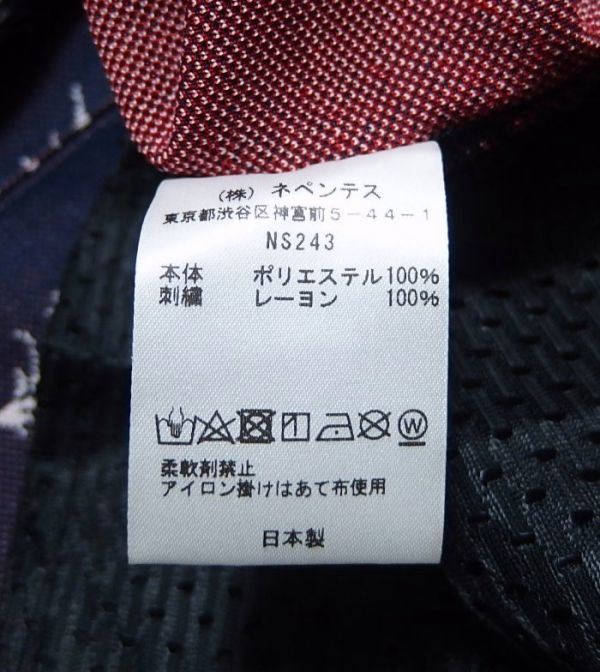 (株) ネペンテス
東京都渋谷区神宮前5-44-1
NS243
本体 ポリエステル100%
刺繍 レーヨン 100%
W
柔軟剤禁止
アイロン掛けはあて布使用
日本製